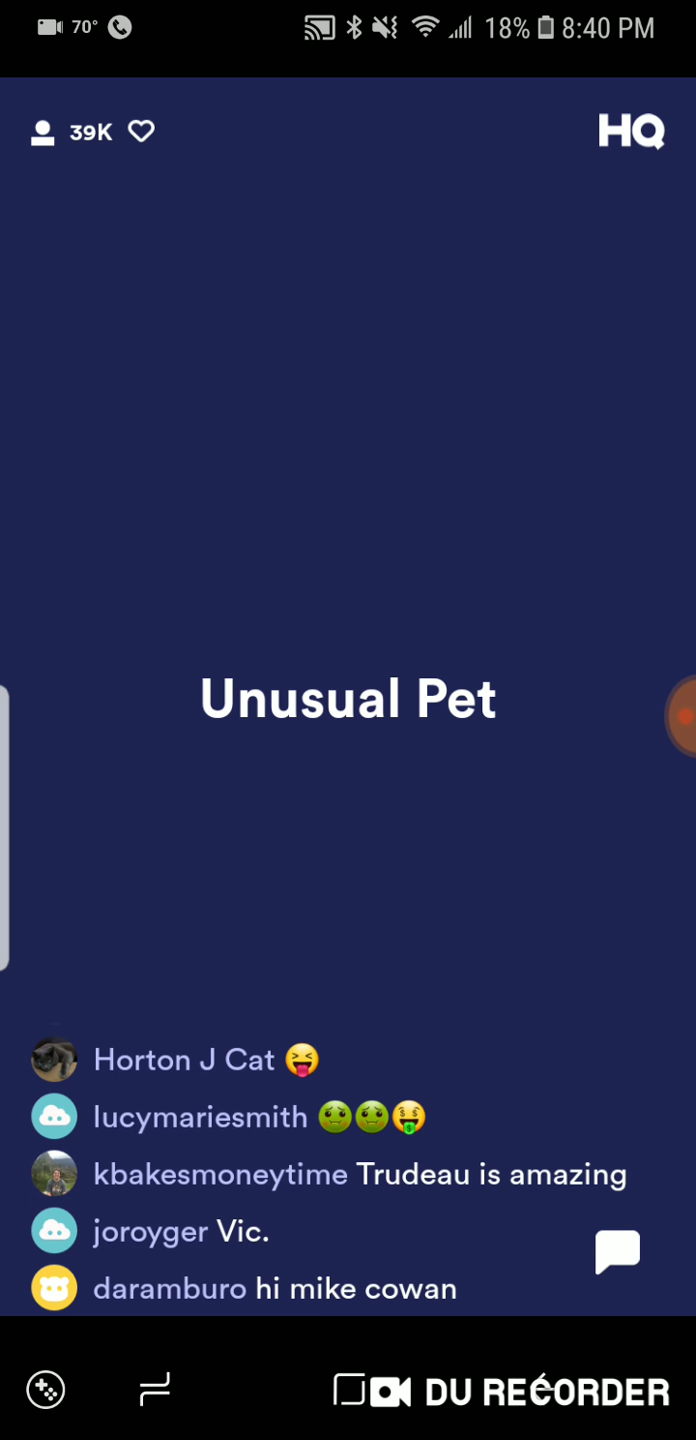 70° 18% 8:40 PM
39K HQ
Unusual Pet
Horton J Cat 😝
lucymariesmith 🤢🤢🤑
kbakesmoneytime Trudeau is amazing
joroyger Vic.
daramburo hi mike cowan
DU RECORDER